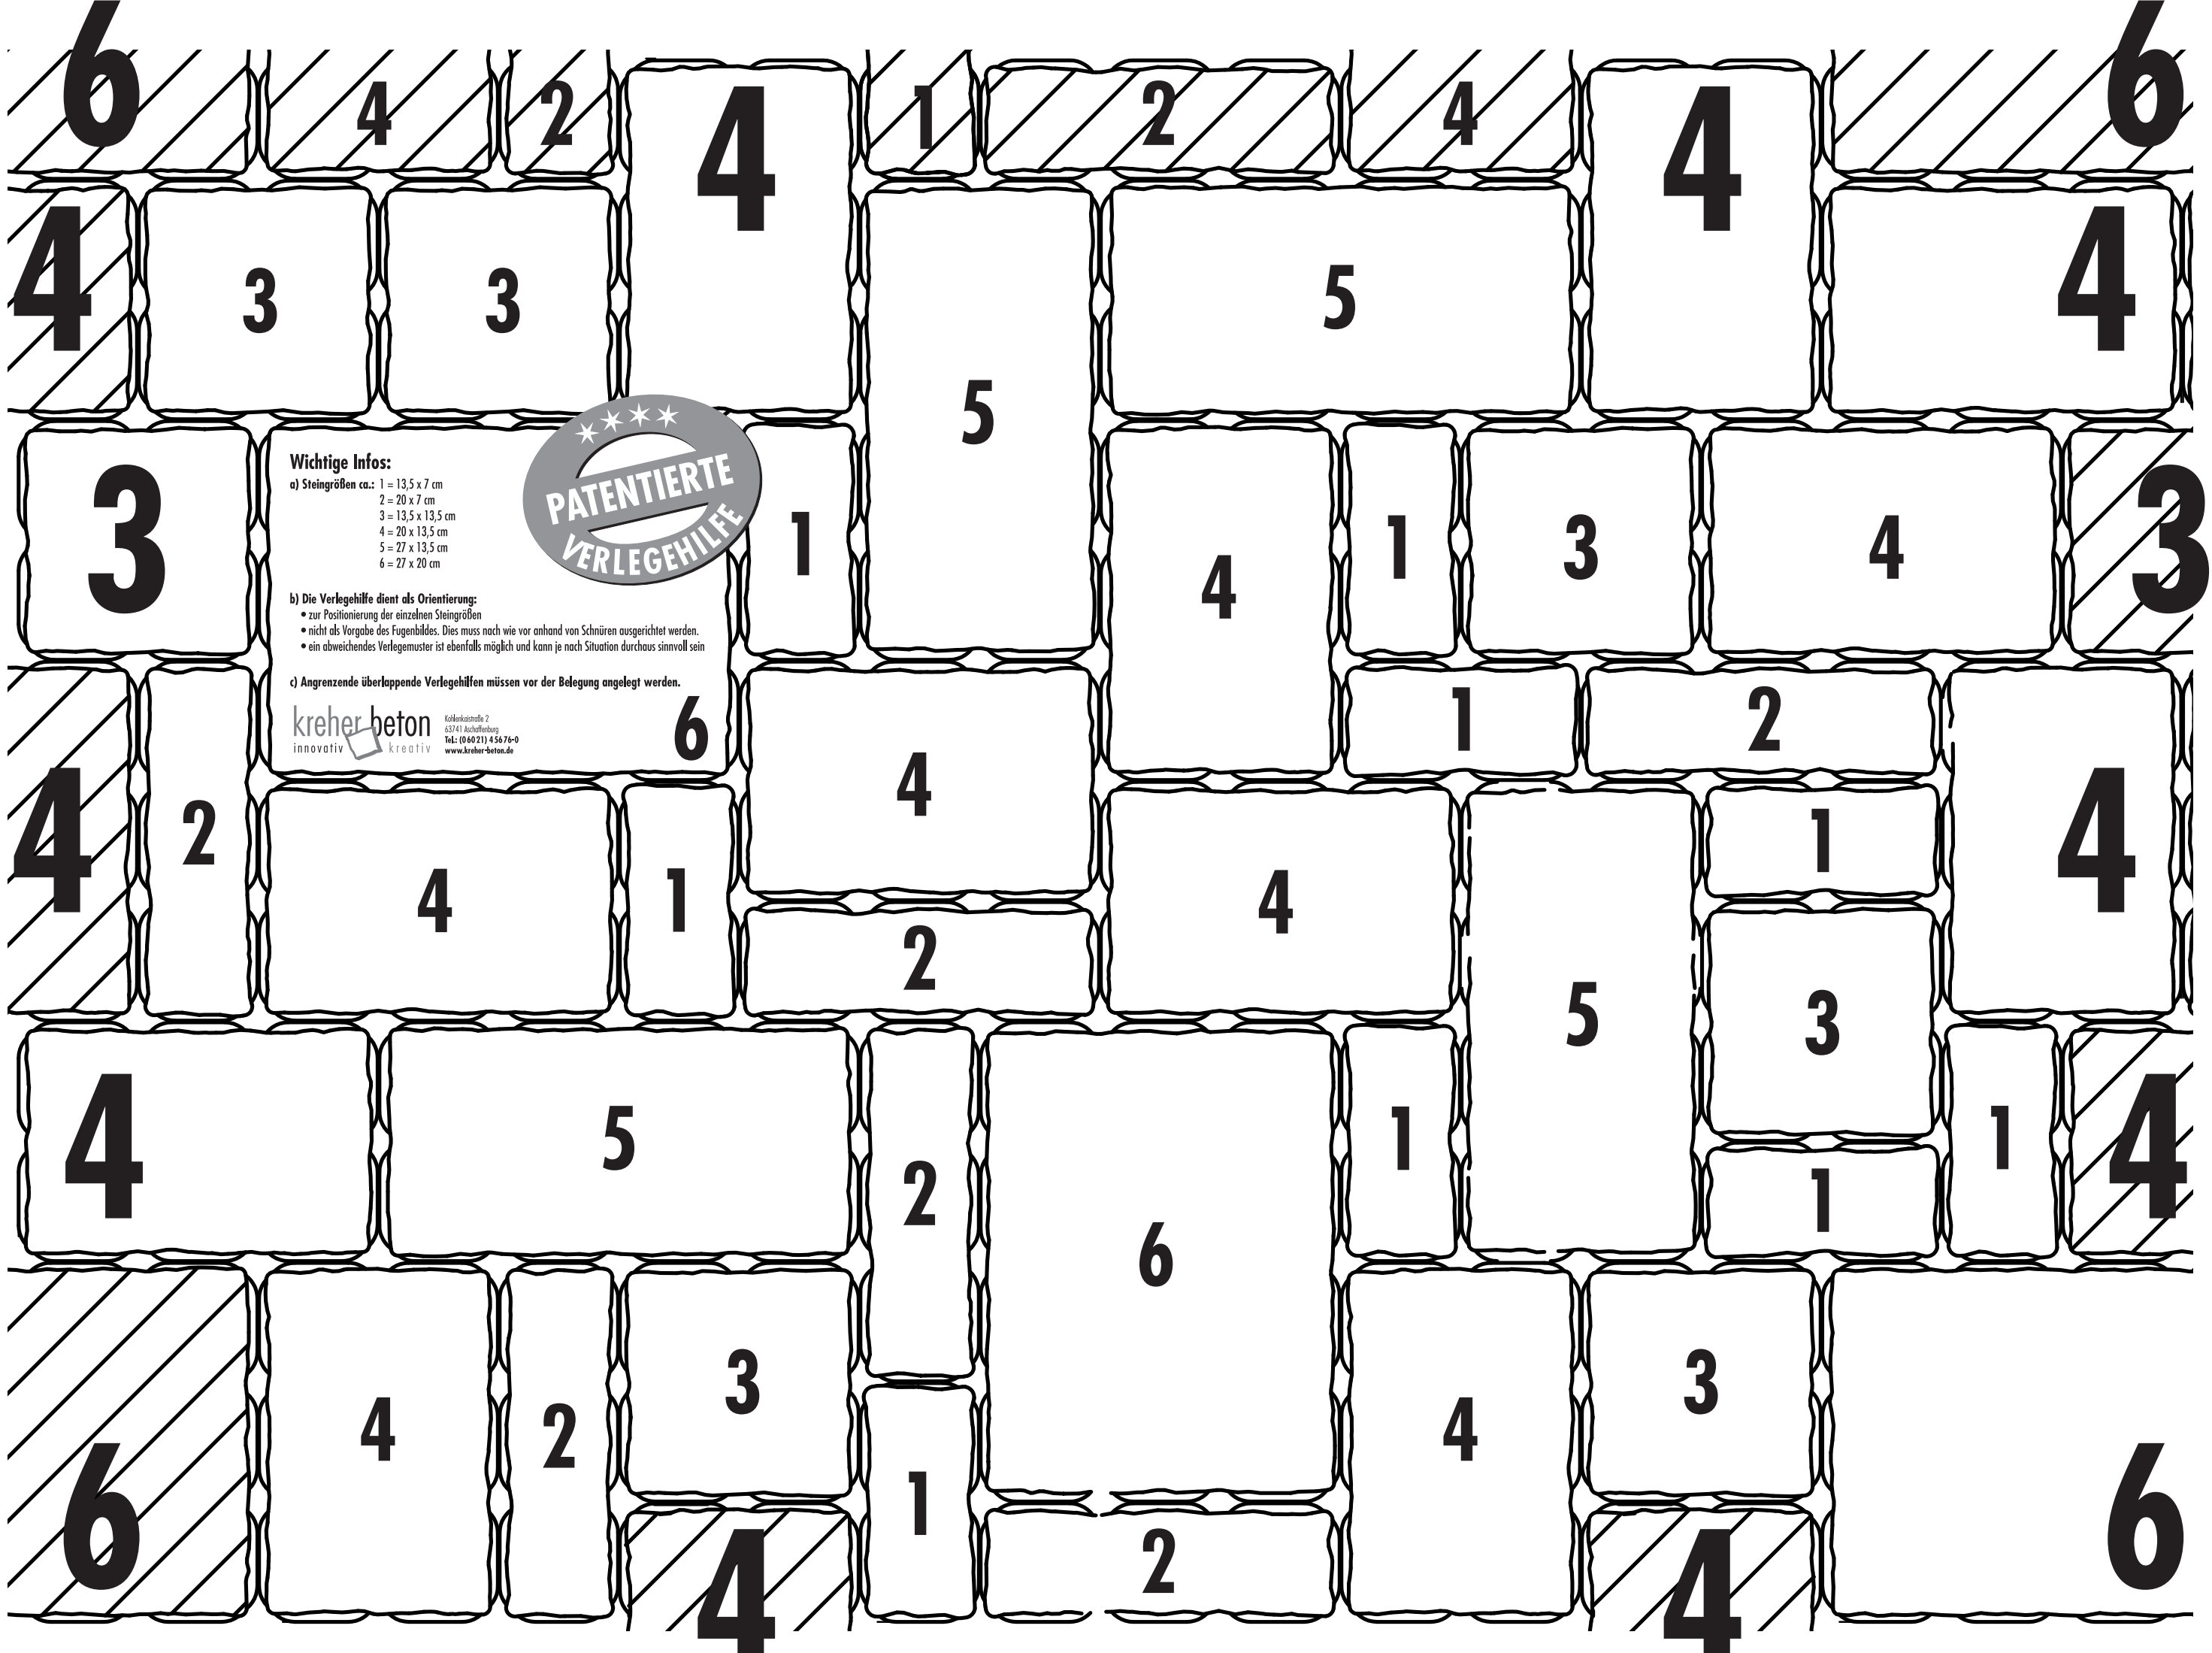 6 4 2 4 1 2 4 4 6
4 3 3 5 5 4
3 1 4 1 3 4 3
Wichtige Infos:
a) Steingrößen ca.: 1 = 13,5 x 7 cm
2 = 20 x 7 cm
3 = 13,5 x 13,5 cm
4 = 20 x 13,5 cm
5 = 27 x 13,5 cm
6 = 27 x 20 cm
PATENTIERTE
VERLEGEHILFE
b) Die Verlegehilfe dient als Orientierung:
• zur Positionierung der einzelnen Steingrößen
• nicht als Vorgabe des Fugenbildes. Dies muss nach wie vor anhand von Schnüren ausgerichtet werden.
• ein abweichendes Verlegemuster ist ebenfalls möglich und kann je nach Situation durchaus sinnvoll sein
c) Angrenzende überlappende Verlegehilfen müssen vor der Belegung angelegt werden.
kreher beton
innovativ kreativ
Kohlenkaistraße 2
63741 Aschaffenburg
Tel.: (0 60 21) 4 56 76-0
www.kreher-beton.de
6 1 2
4 2 4 1 4
4 1 2 4 5 3
4 5 2 6 1 1 1 4
4 2 3 4 3
6 1 2 6
4 4